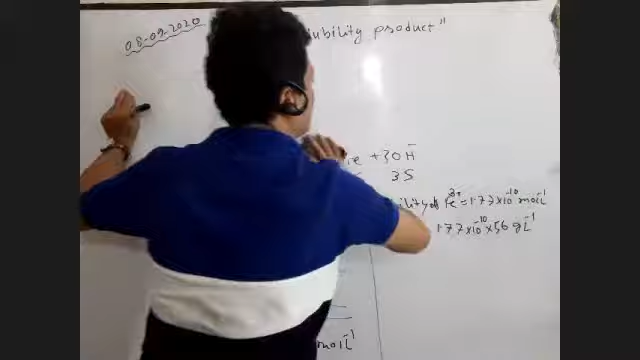 08-09-2020
ubility product"
+ 3OH⁻
3S
ility of Fe³⁺ = 1.77×10⁻¹⁰ mol L⁻¹
1.77×10⁻¹⁰×56 g L⁻¹
mol L⁻¹